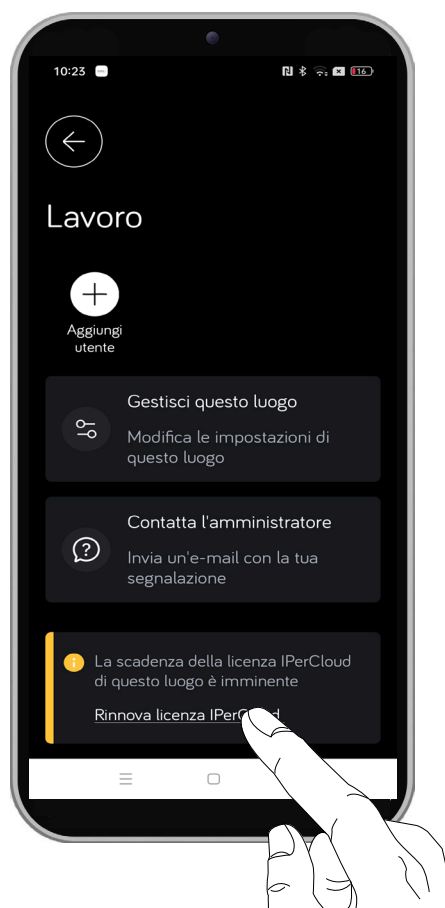 10:23
16
Lavoro
Aggiungi
utente
Gestisci questo luogo
Modifica le impostazioni di
questo luogo
Contatta l'amministratore
?
Invia un'e-mail con la tua
segnalazione
La scadenza della licenza IPerCloud
di questo luogo è imminente
Rinnova licenza